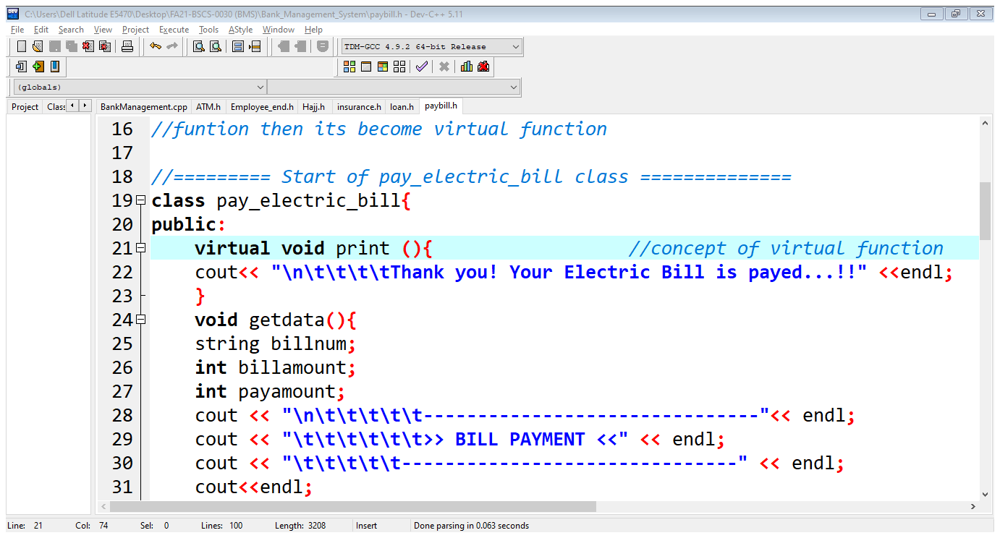 C:\Users\Dell Latitude E5470\Desktop\FA21-BSCS-0030 (BMS)\Bank_Management_System\paybill.h - Dev-C++ 5.11
File Edit Search View Project Execute Tools AStyle Window Help
TDM-GCC 4.9.2 64-bit Release
(globals)
Project Class BankManagement.cpp ATM.h Employee_end.h Hajj.h insurance.h loan.h paybill.h
16 //funtion then its become virtual function
17
18 //========= Start of pay_electric_bill class ==============
19 class pay_electric_bill{
20 public:
21 virtual void print (){ //concept of virtual function
22 cout<< "\n\t\t\t\tThank you! Your Electric Bill is payed...!!" <<endl;
23 }
24 void getdata(){
25 string billnum;
26 int billamount;
27 int payamount;
28 cout << "\n\t\t\t\t\t-------------------------------"<< endl;
29 cout << "\t\t\t\t\t\t>> BILL PAYMENT <<" << endl;
30 cout << "\t\t\t\t\t-------------------------------" << endl;
31 cout<<endl;
Line: 21 Col: 74 Sel: 0 Lines: 100 Length: 3208 Insert Done parsing in 0.063 seconds